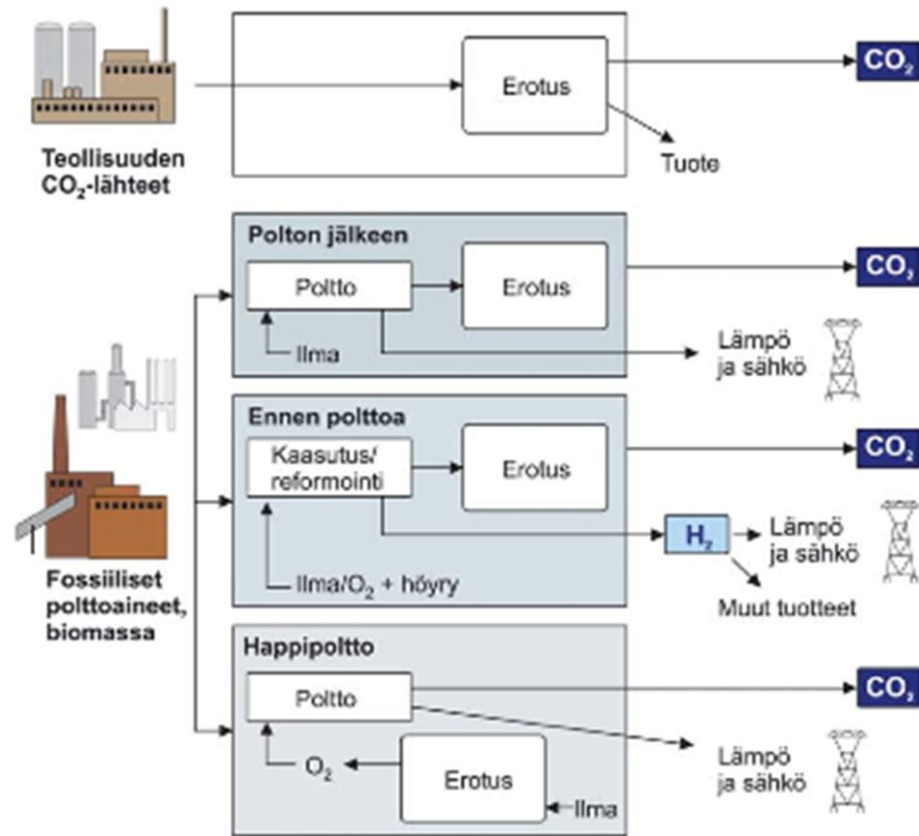 Erotus
CO₂
Tuote
Teollisuuden
CO₂-lähteet
Polton jälkeen
Poltto
Erotus
CO₂
Ilma
Lämpö
ja sähkö
Ennen polttoa
Kaasutus/
reformointi
Erotus
CO₂
H₂
Lämpö
ja sähkö
Ilma/O₂ + höyry
Muut tuotteet
Fossiiliset
polttoaineet,
biomassa
Happipoltto
Poltto
CO₂
O₂
Erotus
Ilma
Lämpö
ja sähkö